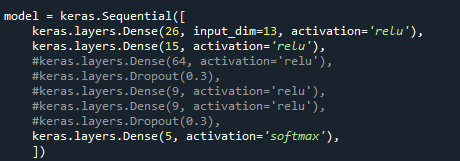 model = keras.Sequential([
    keras.layers.Dense(26, input_dim=13, activation='relu'),
    keras.layers.Dense(15, activation='relu'),
    #keras.layers.Dense(64, activation='relu'),
    #keras.layers.Dropout(0.3),
    #keras.layers.Dense(9, activation='relu'),
    #keras.layers.Dense(9, activation='relu'),
    #keras.layers.Dropout(0.3),
    keras.layers.Dense(5, activation='softmax'),
    ])